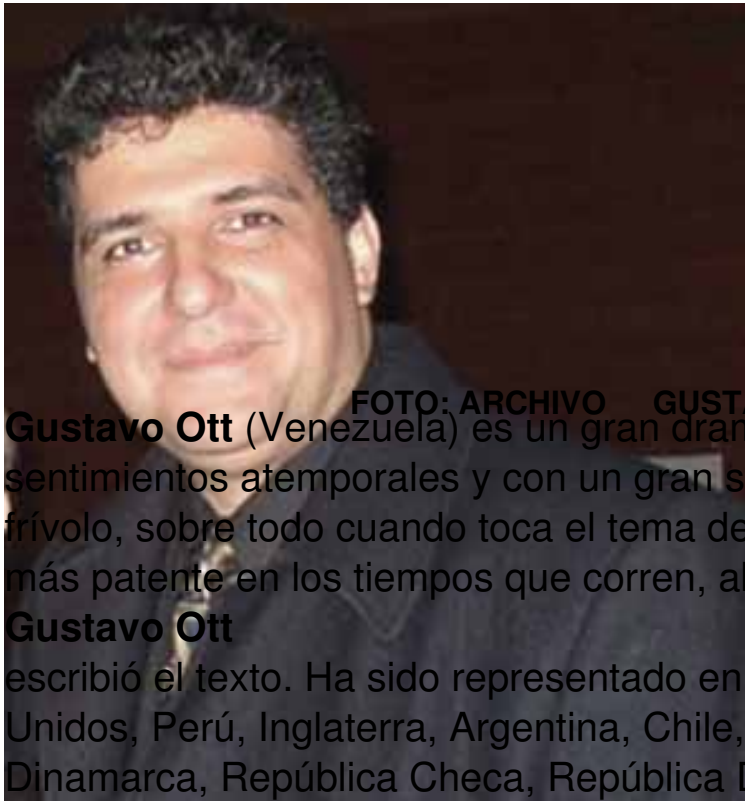 FOTO: ARCHIVO GUST
Gustavo Ott (Venezuela) es un gran
sentimientos atemporales y con un gran
frívolo, sobre todo cuando toca el tema de
más patente en los tiempos que corren,
Gustavo Ott
escribió el texto. Ha sido representado en
Unidos, Perú, Inglaterra, Argentina, Chile,
Dinamarca, República Checa, República